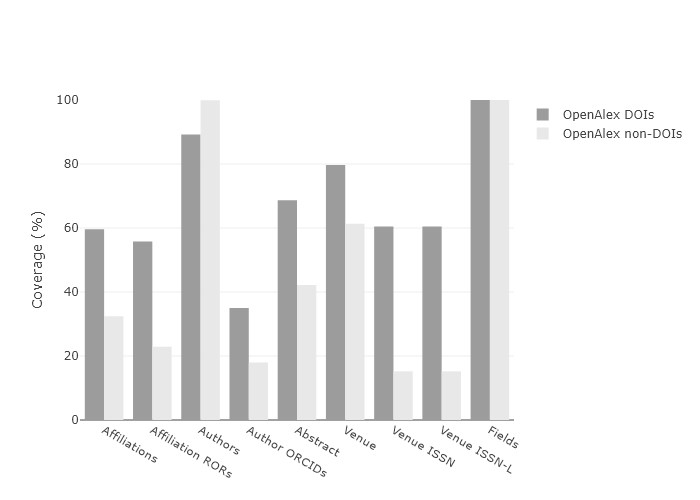 100
80
60
40
20
0
Coverage (%)
Affiliations
Affiliation RORs
Authors
Author ORCIDs
Abstract
Venue
Venue ISSN
Venue ISSN-L
Fields
OpenAlex DOIs
OpenAlex non-DOIs